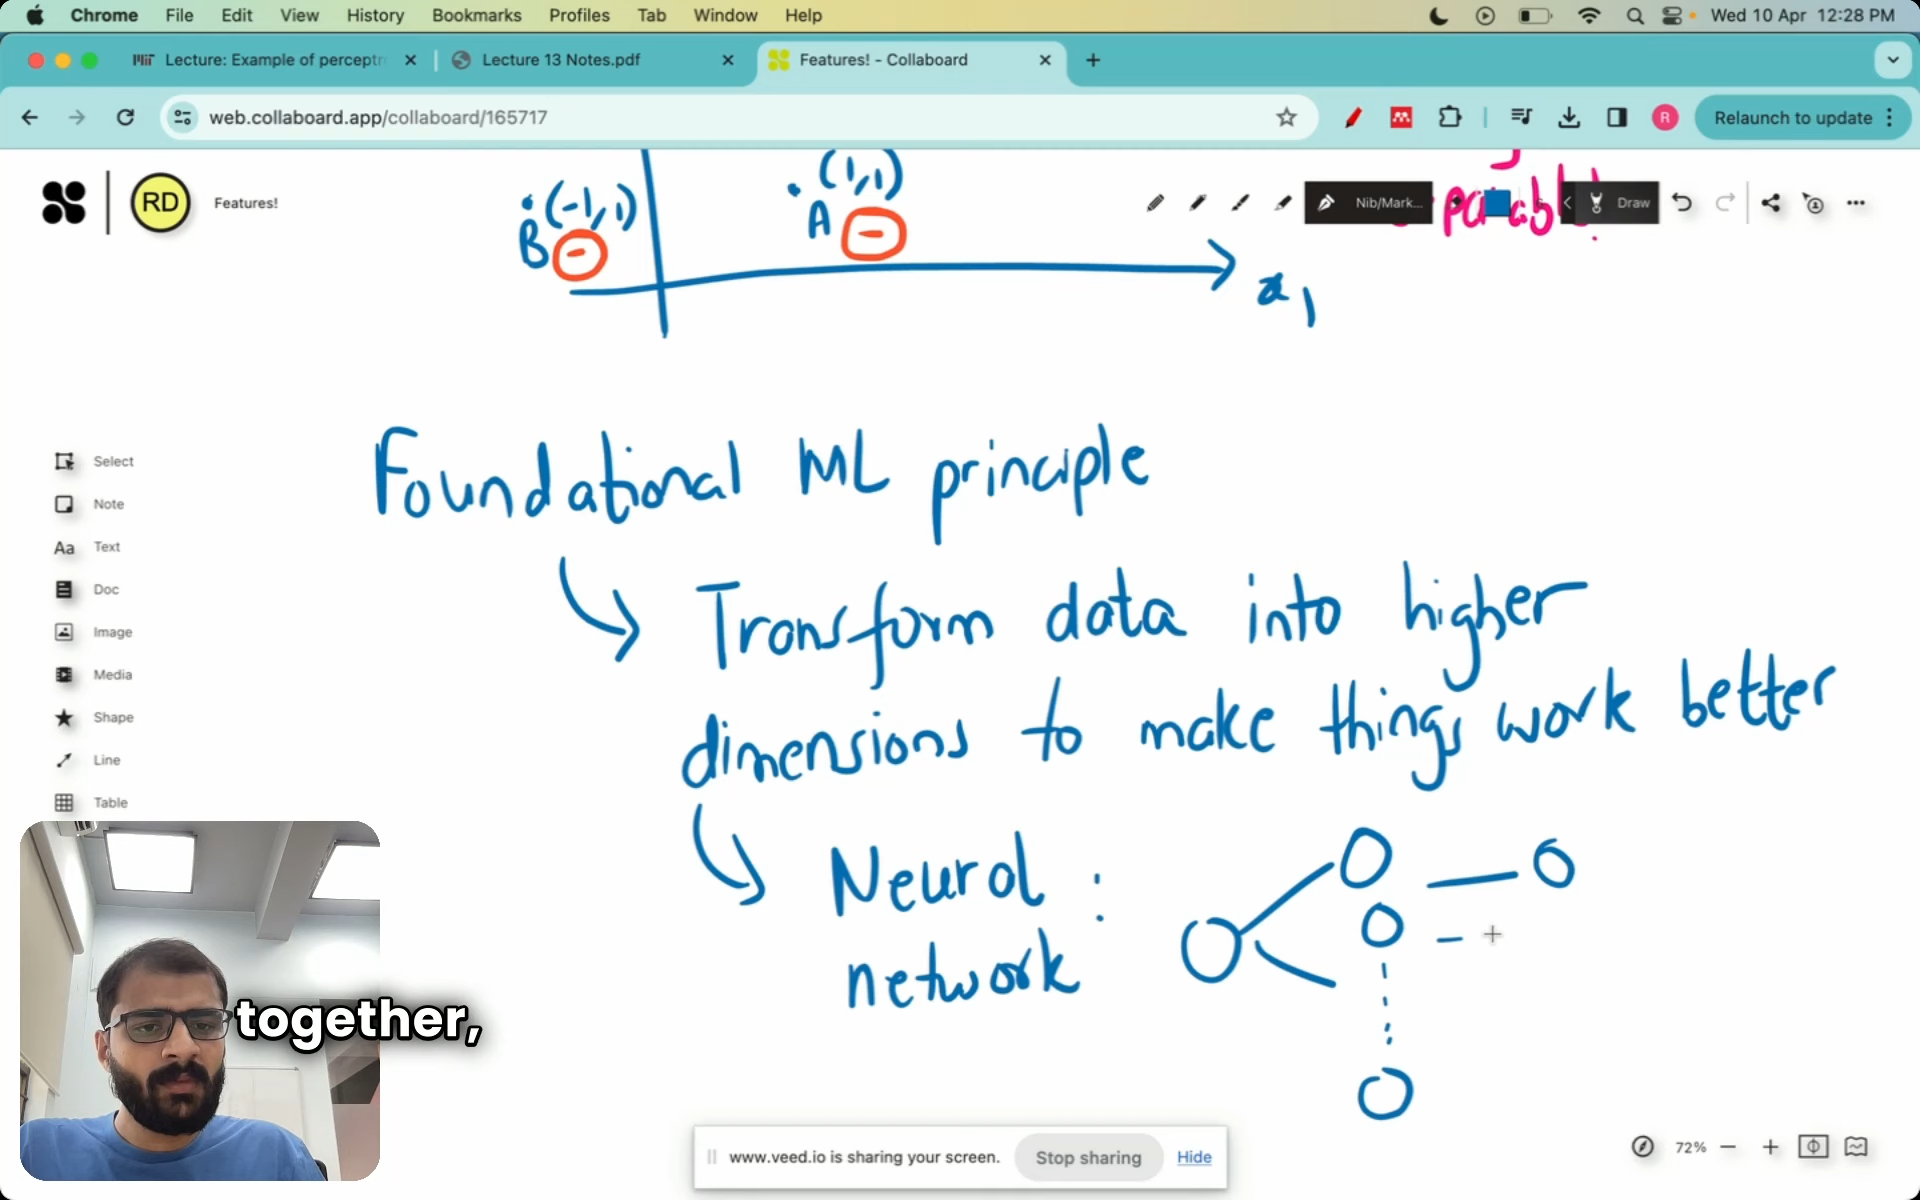 Chrome File Edit View History Bookmarks Profiles Tab Window Help Wed 10 Apr 12:28 PM
Lecture: Example of perceptr Lecture 13 Notes.pdf Features! - Collaboard
web.collaboard.app/collaboard/165717 R Relaunch to update
RD Features! Nib/Mark... Draw
(-1, 1) (1, 1)
B - A -
x1
Select
Note
Text
Doc
Image
Media
Shape
Line
Table
Foundational ML principle
Transform data into higher
dimensions to make things work better
Neural :
network
together,
www.veed.io is sharing your screen. Stop sharing Hide
72%